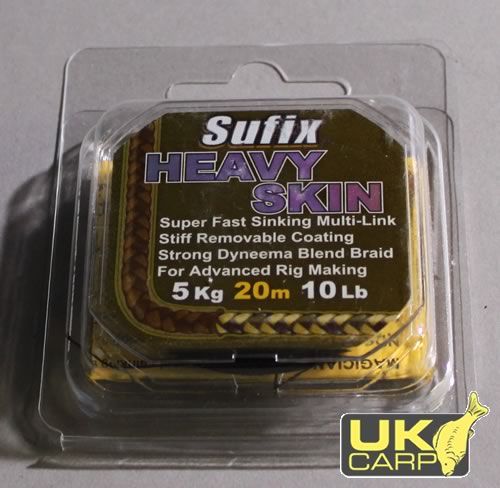 Sufix
HEAVY
SKIN
Super Fast Sinking Multi-Link
Stiff Removable Coating
Strong Dyneema Blend Braid
For Advanced Rig Making
5 Kg 20m 10 Lb
MAGICIAN
UK
CARP